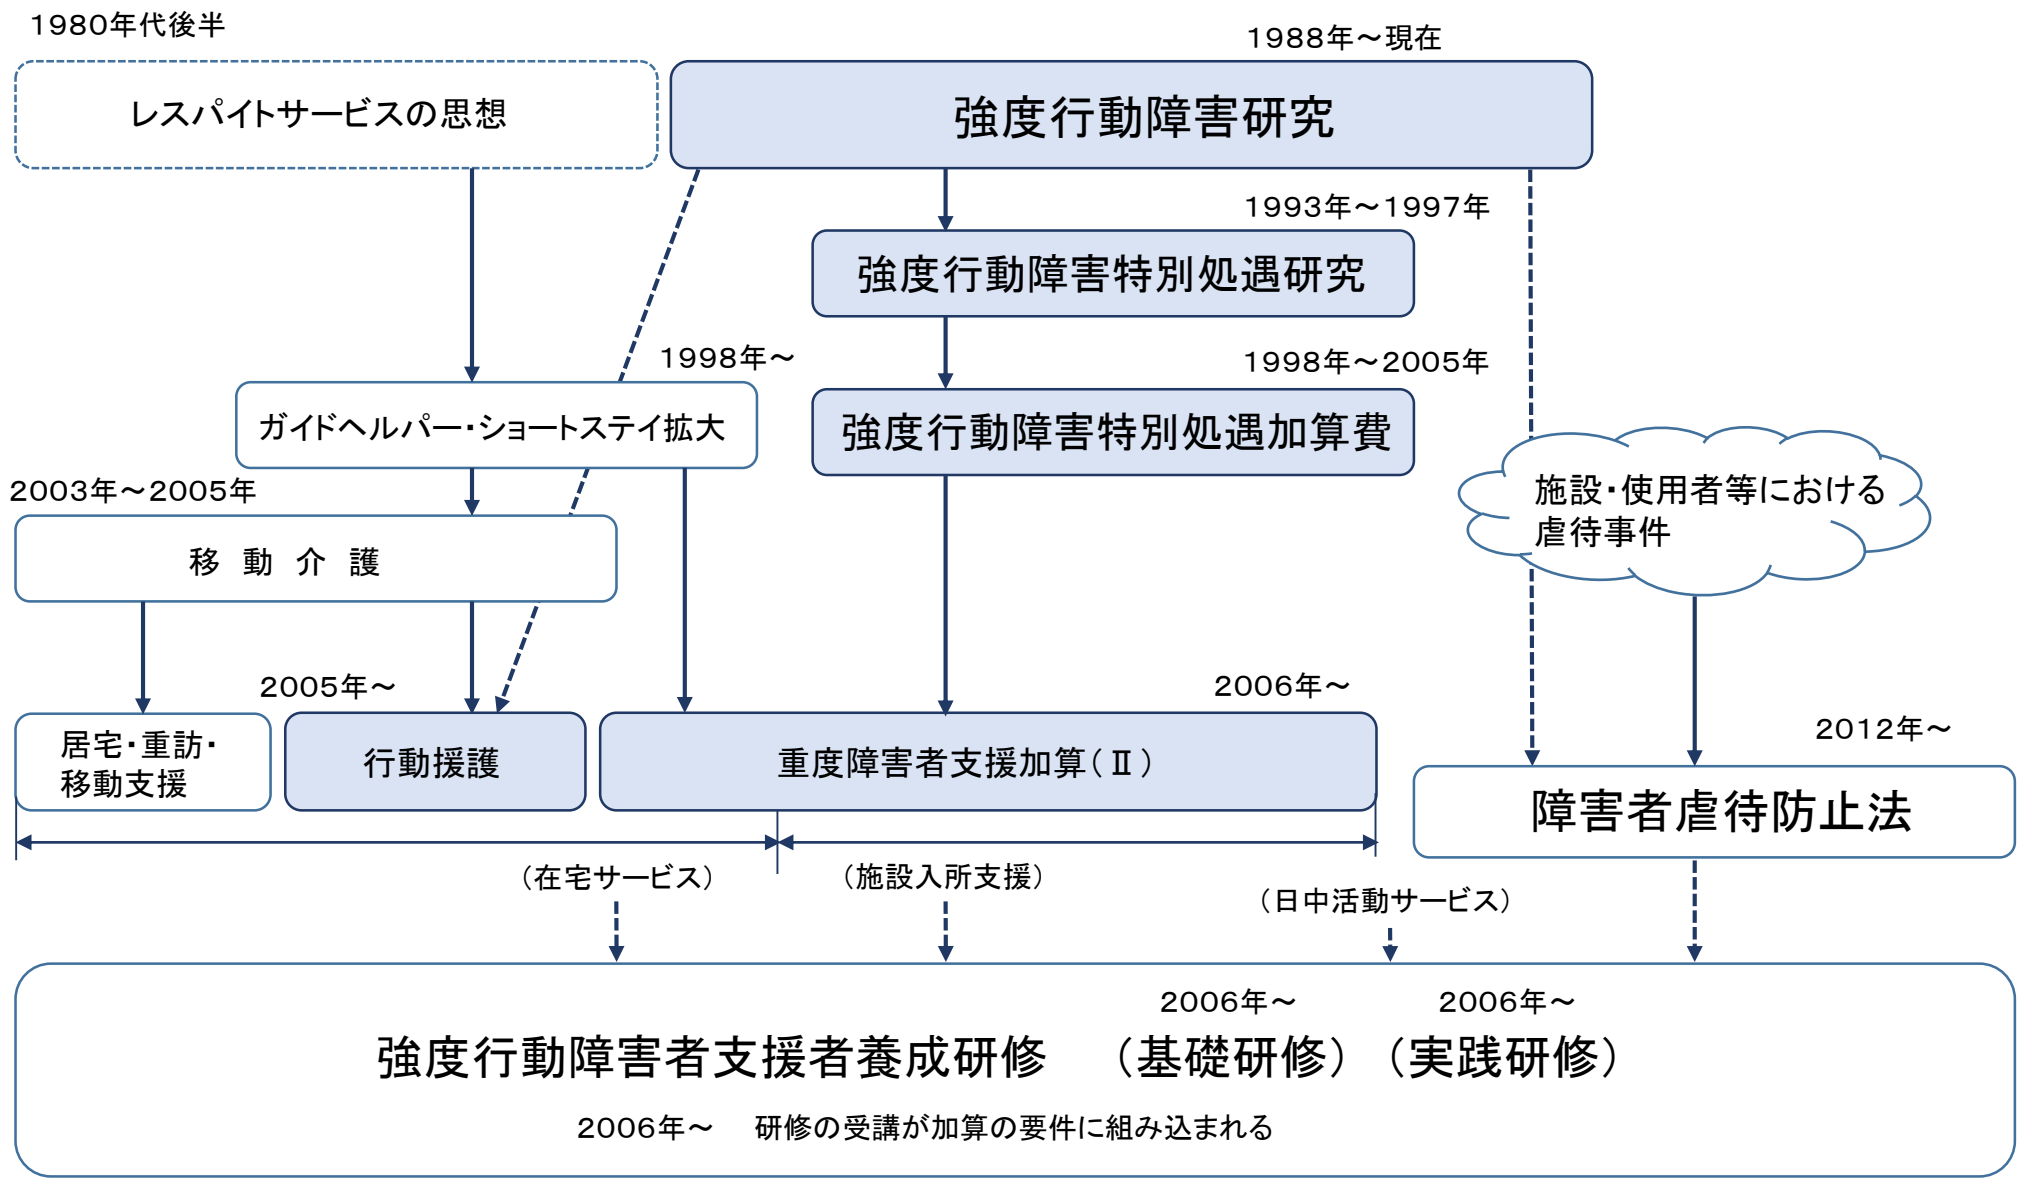 1980年代後半
レスパイトサービスの思想
1988年～現在
強度行動障害研究
1993年～1997年
強度行動障害特別処遇研究
1998年～
ガイドヘルパー・ショートステイ拡大
1998年～2005年
強度行動障害特別処遇加算費
2003年～2005年
移　動　介　護
施設・使用者等における
虐待事件
居宅・重訪・
移動支援
2005年～
行動援護
2006年～
重度障害者支援加算（Ⅱ）
2012年～
障害者虐待防止法
（在宅サービス）
（施設入所支援）
（日中活動サービス）
2006年～
2006年～
強度行動障害者支援者養成研修　（基礎研修）（実践研修）
2006年～　研修の受講が加算の要件に組み込まれる